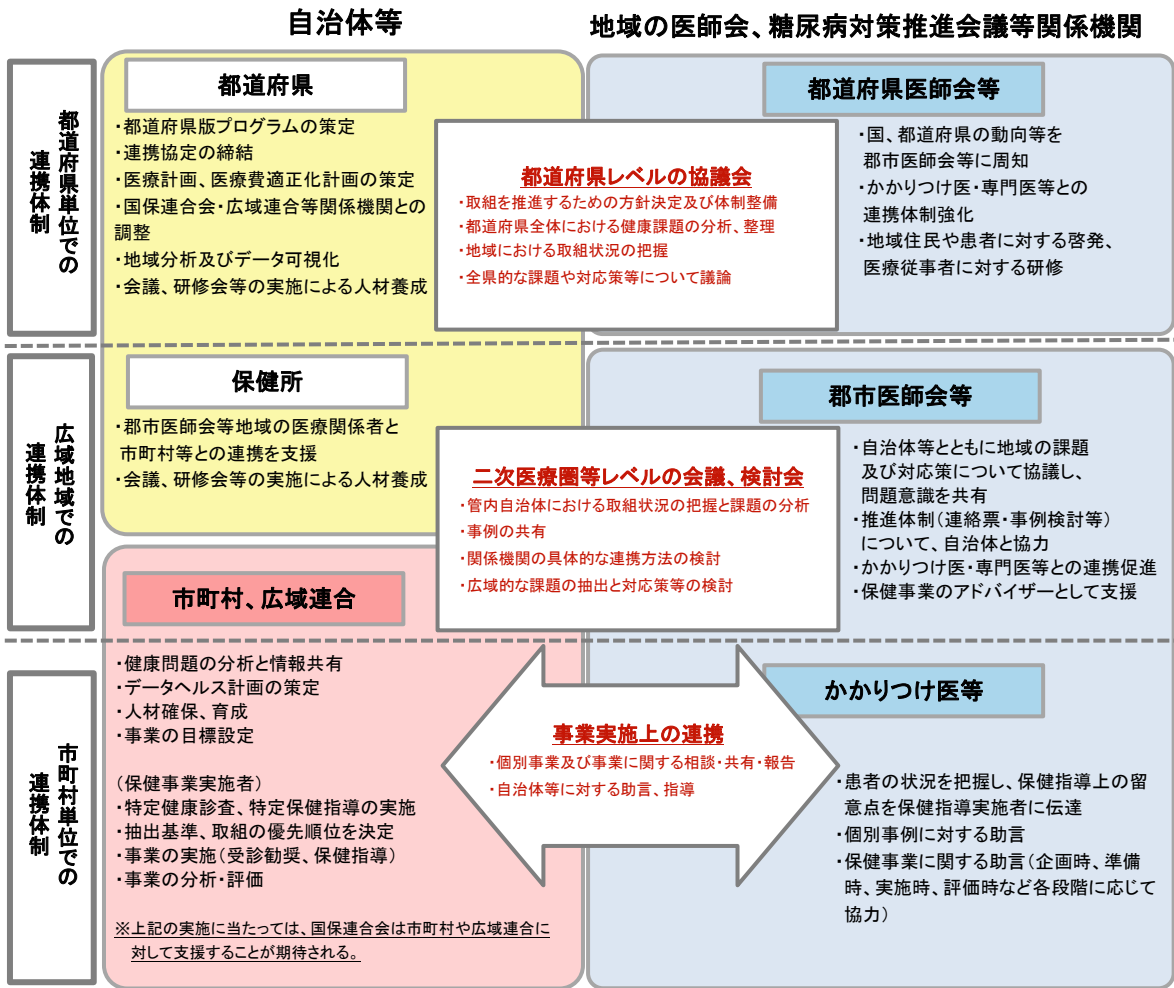 自治体等
地域の医師会、糖尿病対策推進会議等関係機関
都道府県単位での
連携体制
都道府県
・都道府県版プログラムの策定
・連携協定の締結
・医療計画、医療費適正化計画の策定
・国保連合会・広域連合等関係機関との
調整
・地域分析及びデータ可視化
・会議、研修会等の実施による人材養成
都道府県レベルの協議会
・取組を推進するための方針決定及び体制整備
・都道府県全体における健康課題の分析、整理
・地域における取組状況の把握
・全県的な課題や対応策等について議論
都道府県医師会等
・国、都道府県の動向等を
郡市医師会等に周知
・かかりつけ医・専門医等との
連携体制強化
・地域住民や患者に対する啓発、
医療従事者に対する研修
広域地域での
連携体制
保健所
・郡市医師会等地域の医療関係者と
市町村等との連携を支援
・会議、研修会等の実施による人材養成
二次医療圏等レベルの会議、検討会
・管内自治体における取組状況の把握と課題の分析
・事例の共有
・関係機関の具体的な連携方法の検討
・広域的な課題の抽出と対応策等の検討
郡市医師会等
・自治体等とともに地域の課題
及び対応策について協議し、
問題意識を共有
・推進体制（連絡票・事例検討等）
について、自治体と協力
・かかりつけ医・専門医等との連携促進
・保健事業のアドバイザーとして支援
市町村、広域連合
市町村単位での
連携体制
・健康問題の分析と情報共有
・データヘルス計画の策定
・人材確保、育成
・事業の目標設定
（保健事業実施者）
・特定健康診査、特定保健指導の実施
・抽出基準、取組の優先順位を決定
・事業の実施（受診勧奨、保健指導）
・事業の分析・評価
※上記の実施に当たっては、国保連合会は市町村や広域連合に
対して支援することが期待される。
事業実施上の連携
・個別事業及び事業に関する相談・共有・報告
・自治体等に対する助言、指導
かかりつけ医等
・患者の状況を把握し、保健指導上の留
意点を保健指導実施者に伝達
・個別事例に対する助言
・保健事業に関する助言（企画時、準備
時、実施時、評価時など各段階に応じて
協力）